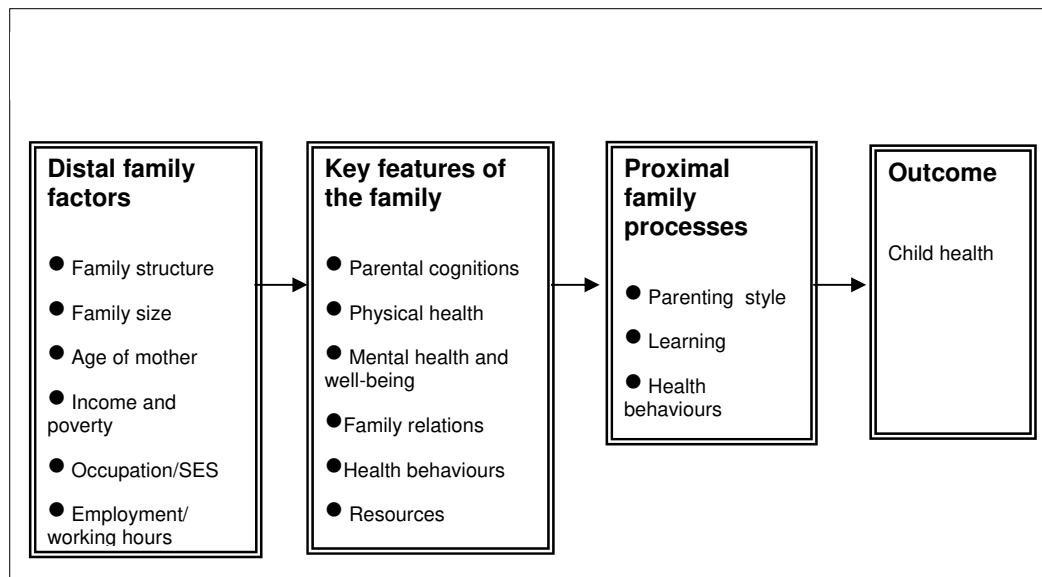 Distal family
factors
● Family structure
● Family size
● Age of mother
● Income and
poverty
● Occupation/SES
● Employment/
working hours
Key features of
the family
● Parental cognitions
● Physical health
● Mental health and
well-being
●Family relations
●Health behaviours
● Resources
Proximal
family
processes
● Parenting style
● Learning
● Health
behaviours
Outcome
Child health